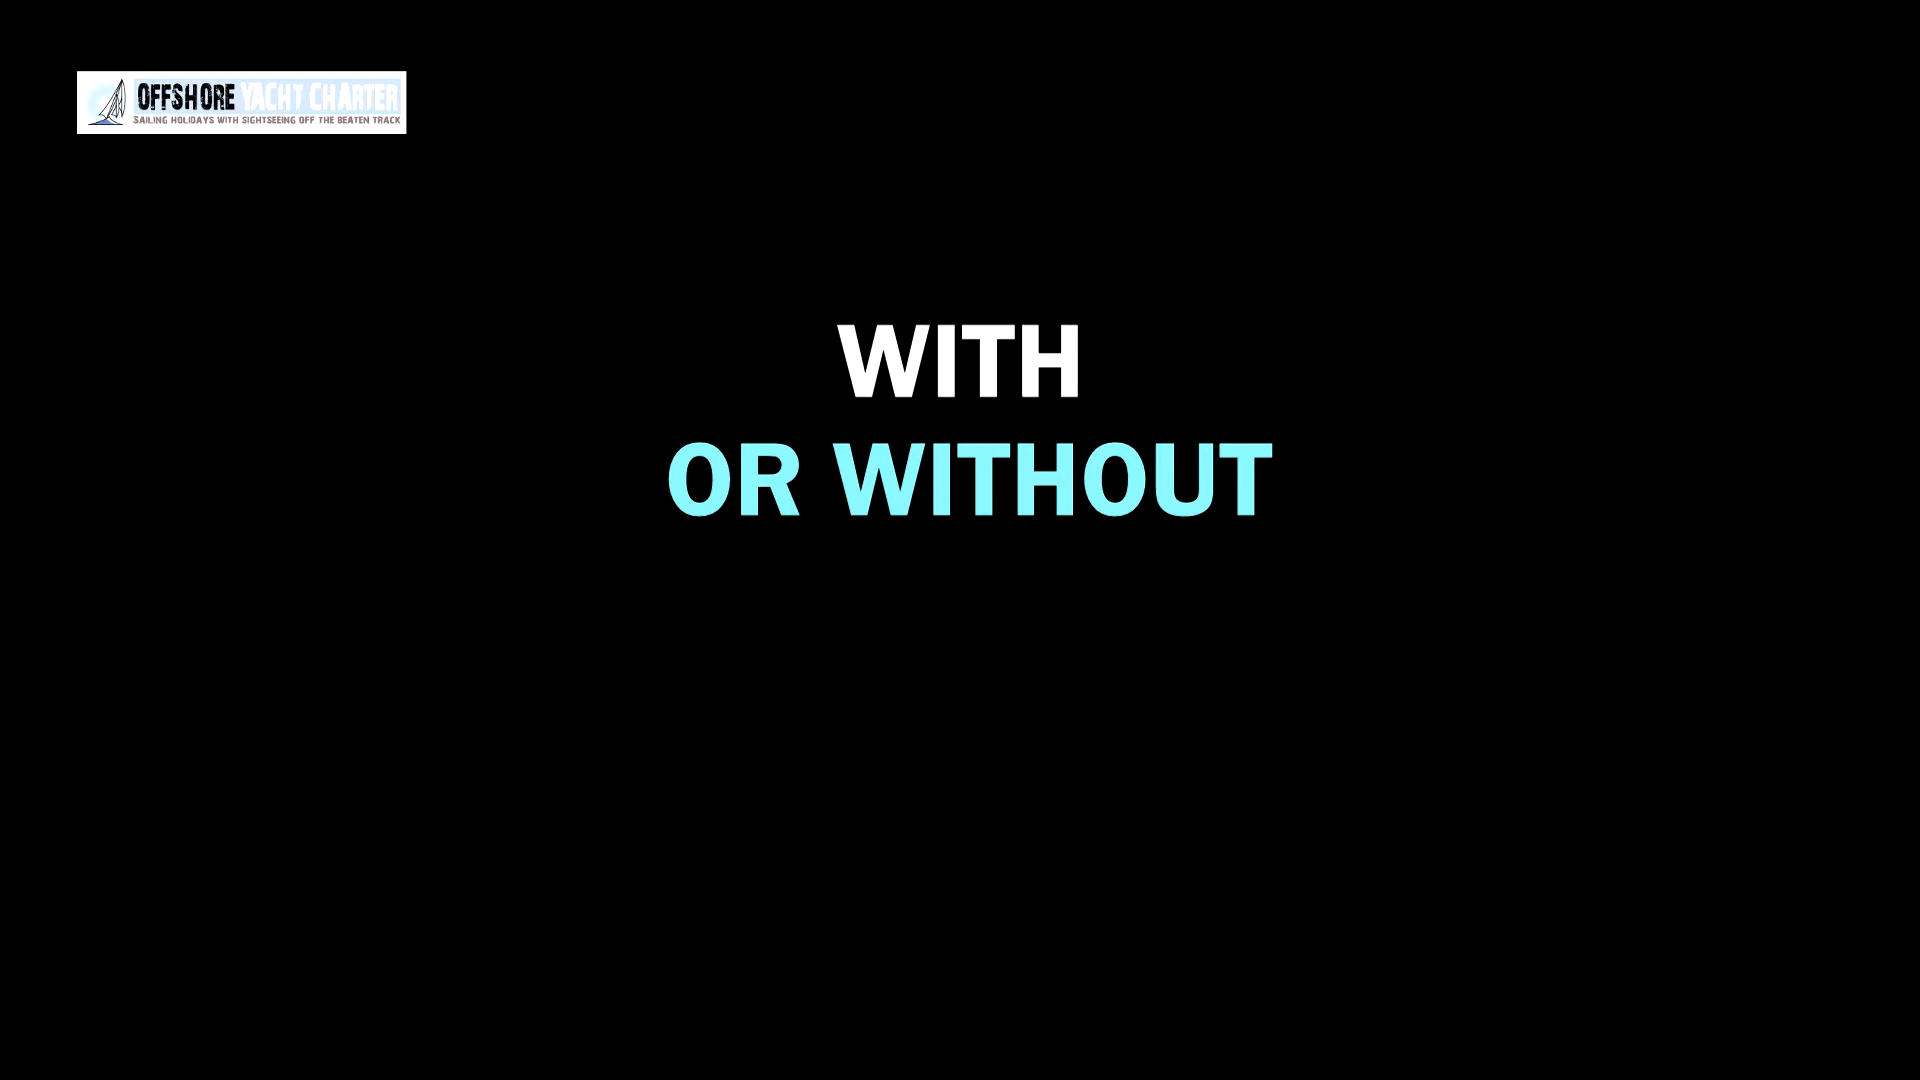 OFFSHORE YACHT CHARTER
SAILING HOLIDAYS WITH SIGHTSEEING OFF THE BEATEN TRACK
WITH
OR WITHOUT